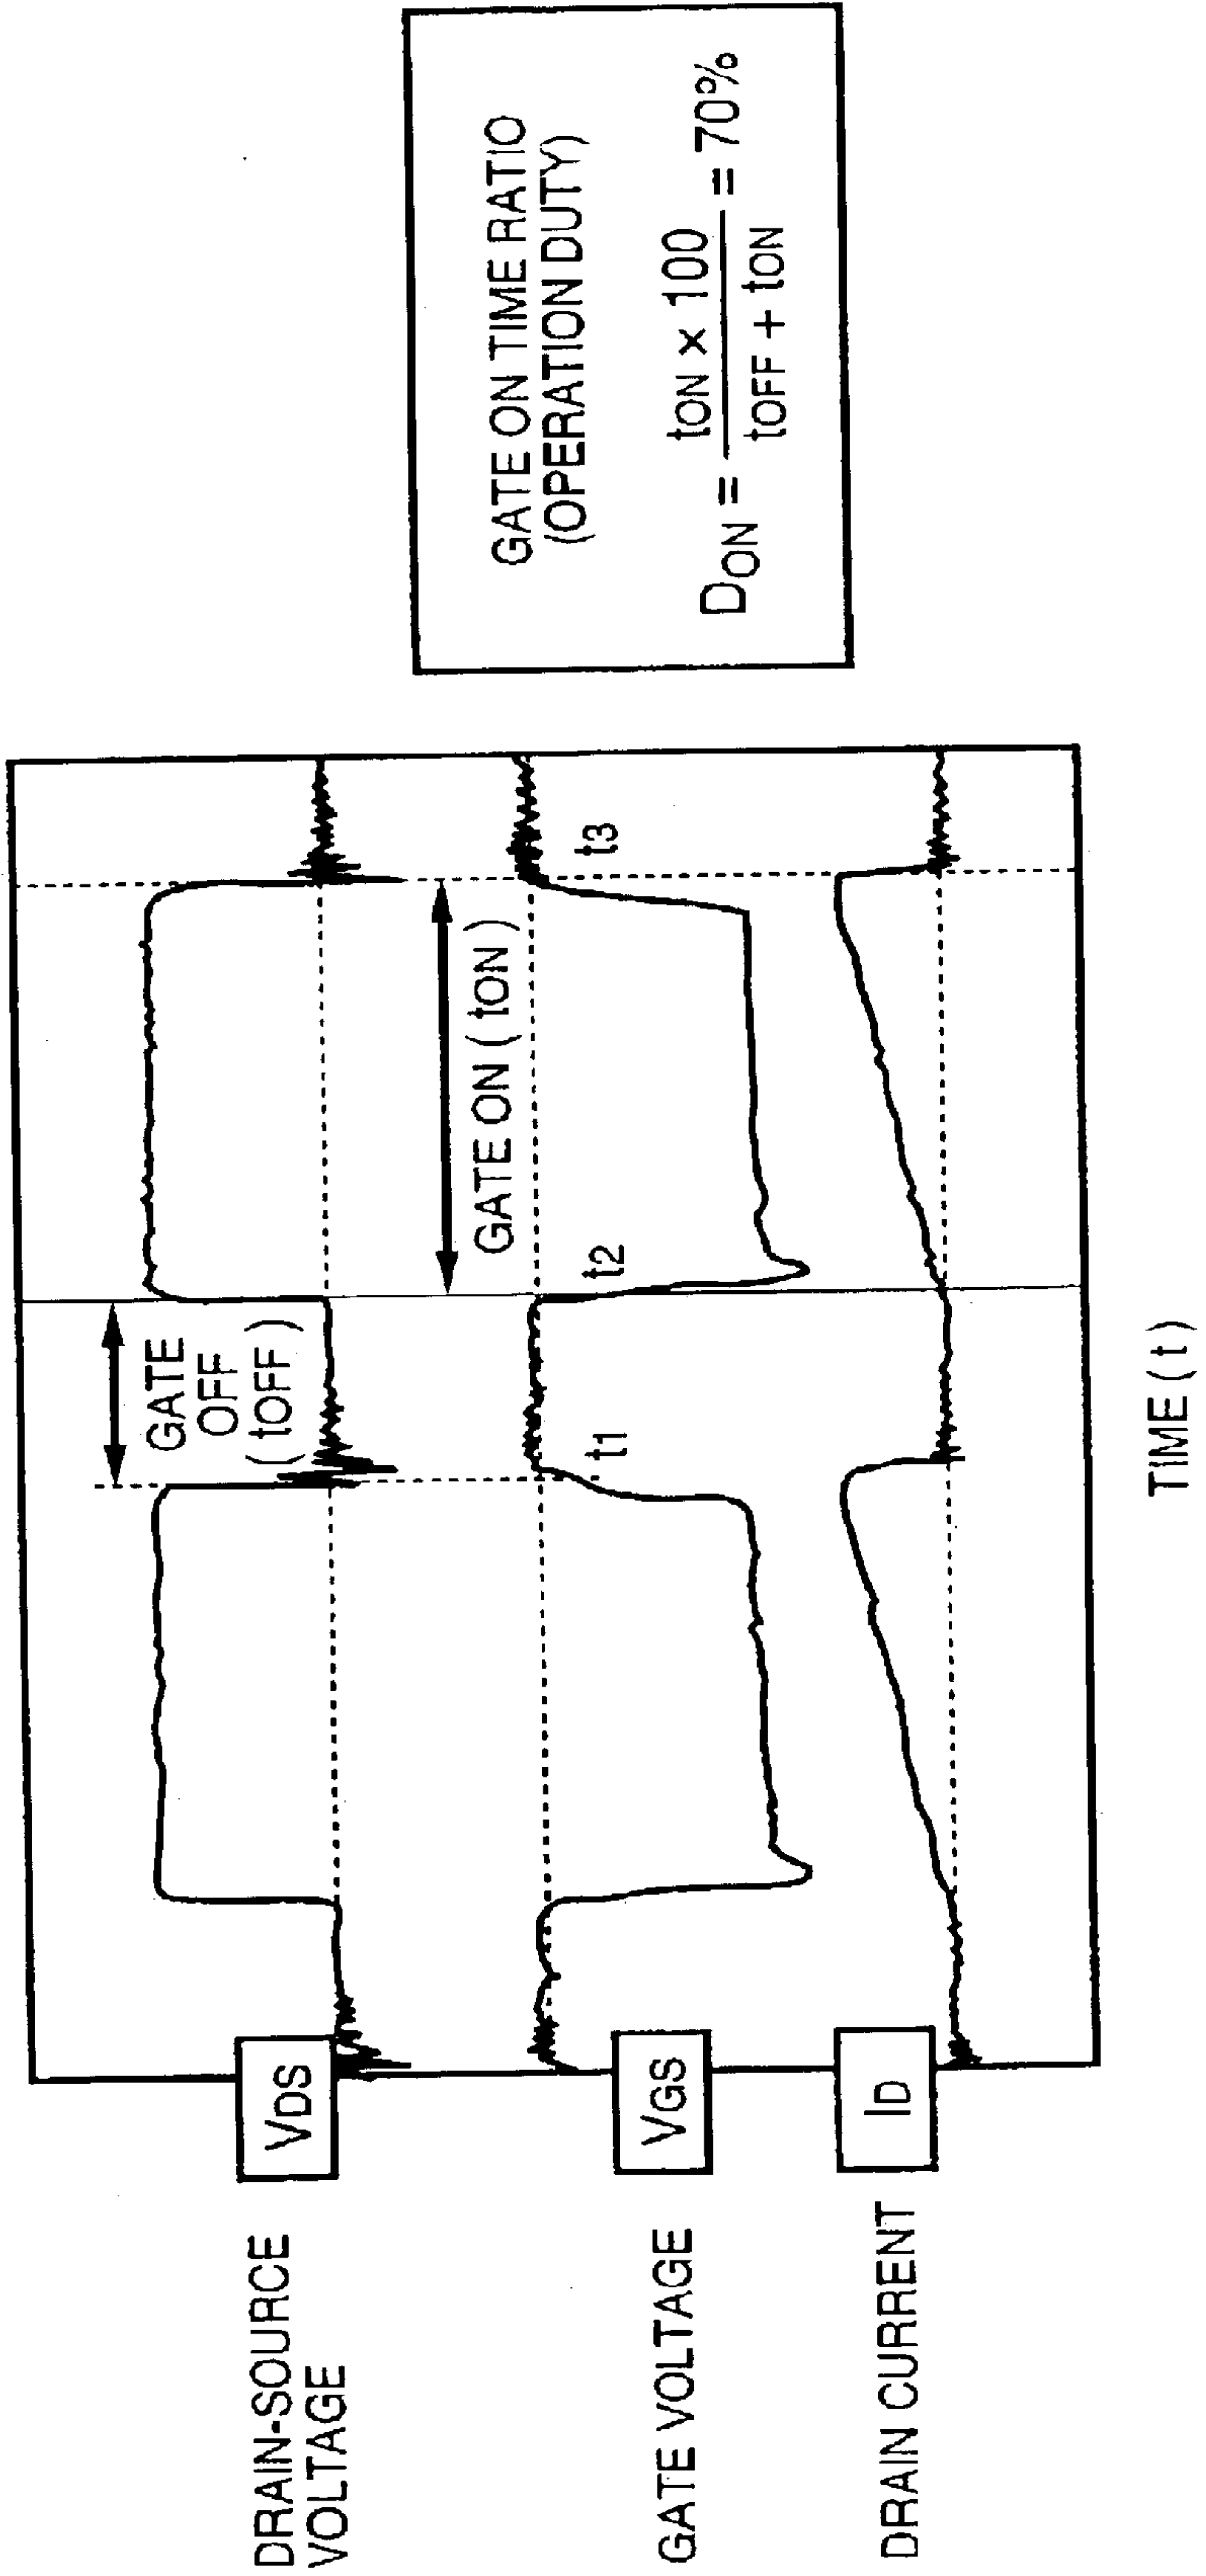 DRAIN-SOURCE
VOLTAGE
VDS
GATE VOLTAGE
VGS
DRAIN CURRENT
ID
GATE
OFF
( tOFF )
GATE ON ( tON )
t1
t2
t3
TIME ( t )
GATE ON TIME RATIO
(OPERATION DUTY)
DON = tON × 100 / tOFF + tON = 70%